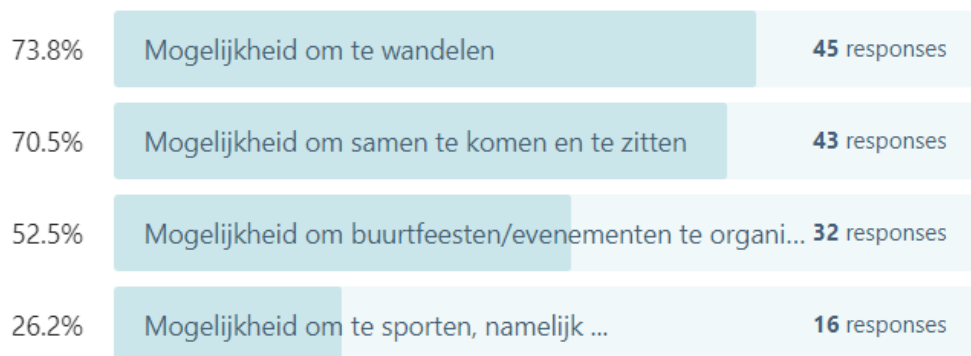 73.8% Mogelijkheid om te wandelen 45 responses
70.5% Mogelijkheid om samen te komen en te zitten 43 responses
52.5% Mogelijkheid om buurtfeesten/evenementen te organi... 32 responses
26.2% Mogelijkheid om te sporten, namelijk ... 16 responses